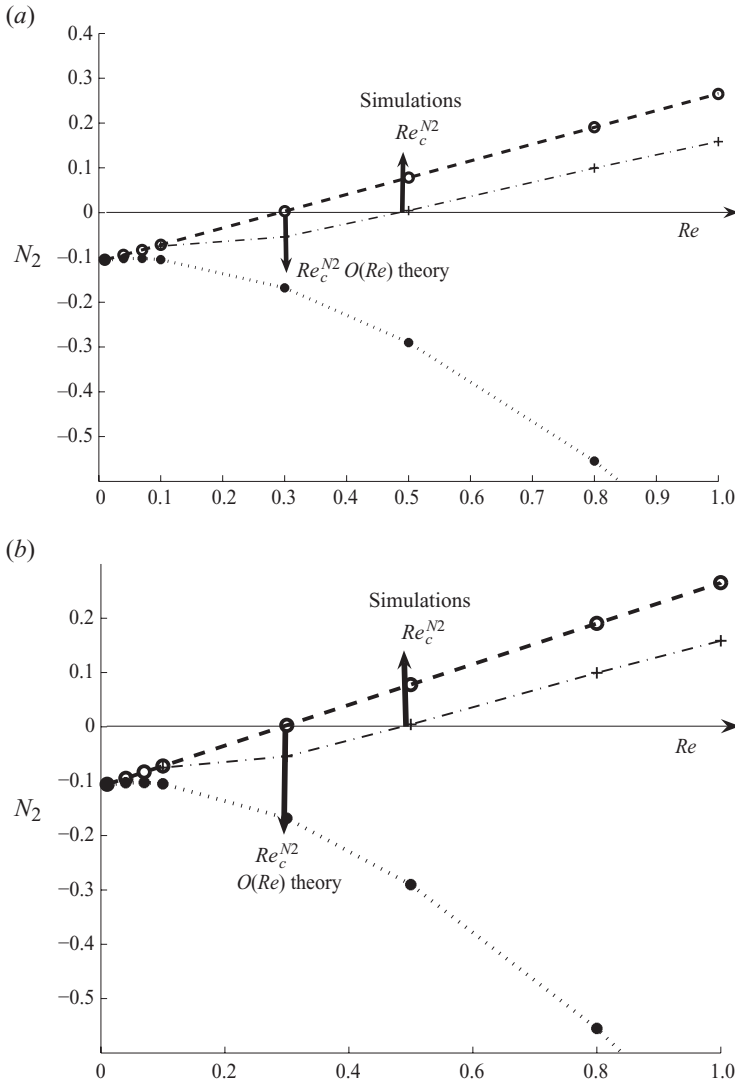 (a)
0.4
0.3
Simulations
0.2
Re_c^{N2}
0.1
0
Re
N2
–0.1
Re_c^{N2} O(Re) theory
–0.2
–0.3
–0.4
–0.5
0 0.1 0.2 0.3 0.4 0.5 0.6 0.7 0.8 0.9 1.0
(b)
Simulations
0.2
Re_c^{N2}
0.1
0
Re
–0.1
N2
–0.2
Re_c^{N2}
O(Re) theory
–0.3
–0.4
–0.5
0 0.2 0.4 0.6 0.8 1.0